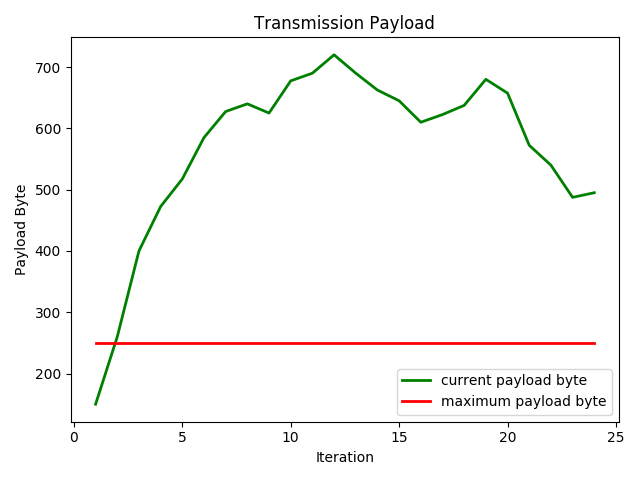 Transmission Payload
Payload Byte
700
600
500
400
300
200
0
5
10
15
20
25
Iteration
current payload byte
maximum payload byte